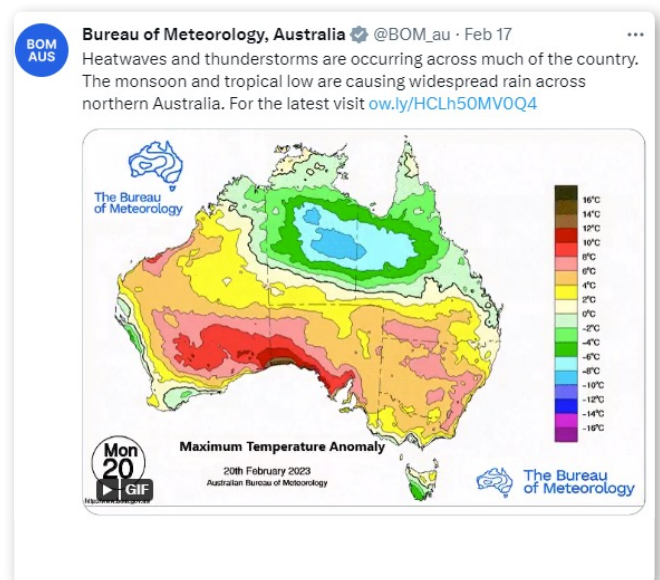 BOM
AUS
Bureau of Meteorology, Australia @BOM_au · Feb 17
Heatwaves and thunderstorms are occurring across much of the country.
The monsoon and tropical low are causing widespread rain across
northern Australia. For the latest visit ow.ly/HCLh50MV0Q4
The Bureau
of Meteorology
16°C
14°C
12°C
10°C
8°C
6°C
4°C
2°C
0°C
-2°C
-4°C
-6°C
-8°C
-10°C
-12°C
-14°C
-16°C
Mon
20
GIF
Maximum Temperature Anomaly
20th February 2023
Australian Bureau of Meteorology
The Bureau
of Meteorology